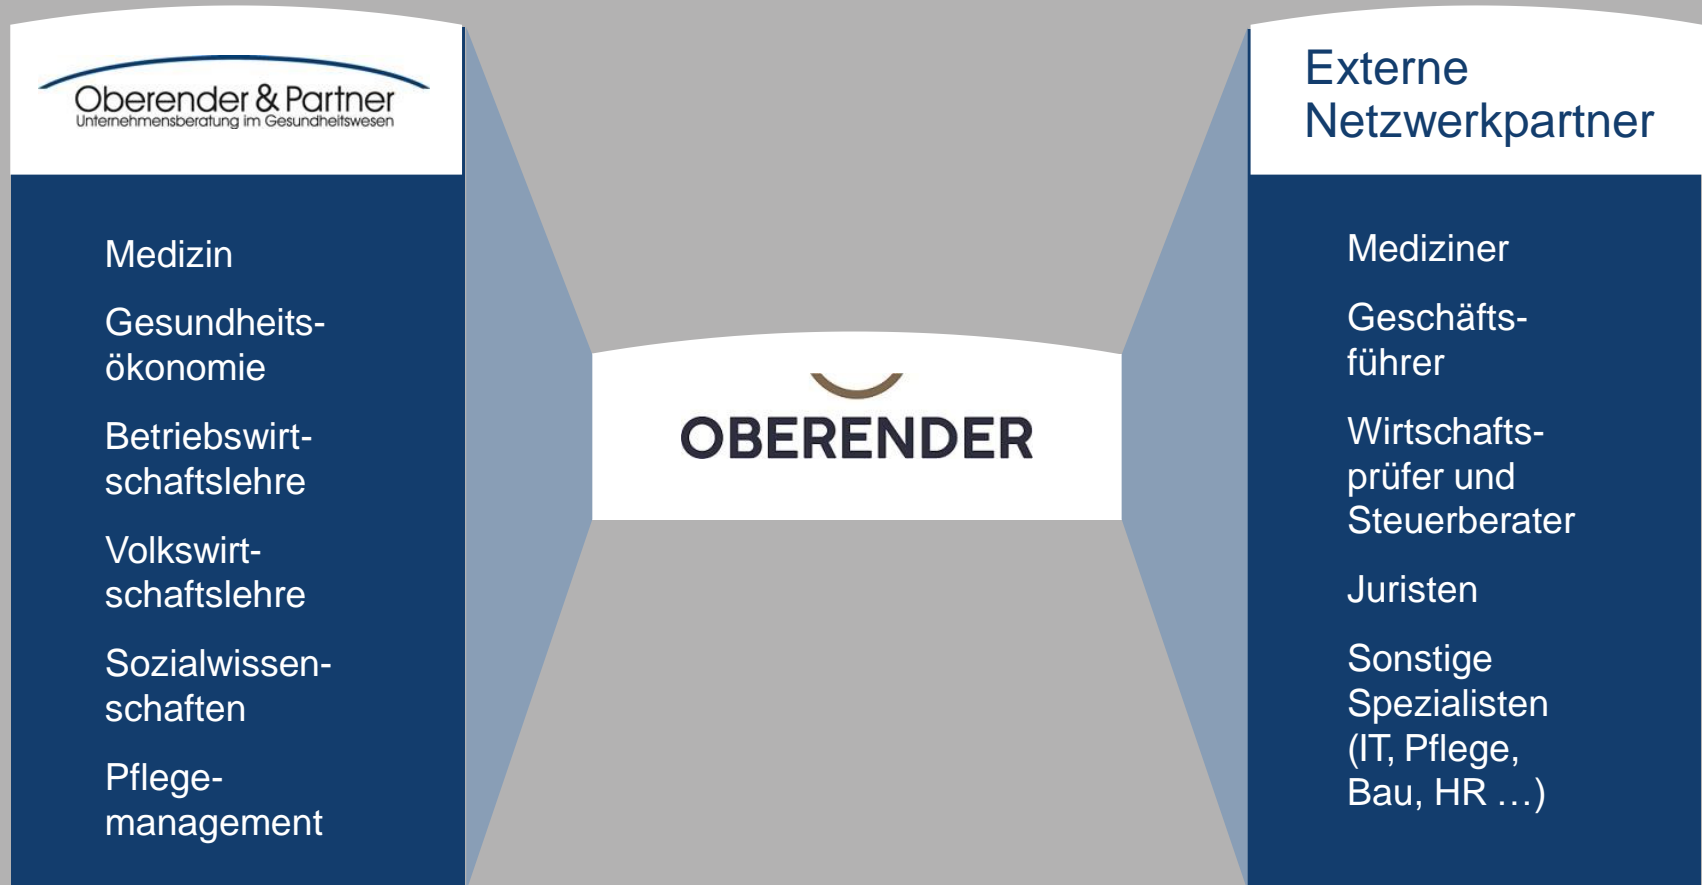 Oberender & Partner
Unternehmensberatung im Gesundheitswesen
Medizin
Gesundheits-
ökonomie
Betriebswirt-
schaftslehre
Volkswirt-
schaftslehre
Sozialwissen-
schaften
Pflege-
management
OBERENDER
Externe
Netzwerkpartner
Mediziner
Geschäfts-
führer
Wirtschafts-
prüfer und
Steuerberater
Juristen
Sonstige
Spezialisten
(IT, Pflege,
Bau, HR …)